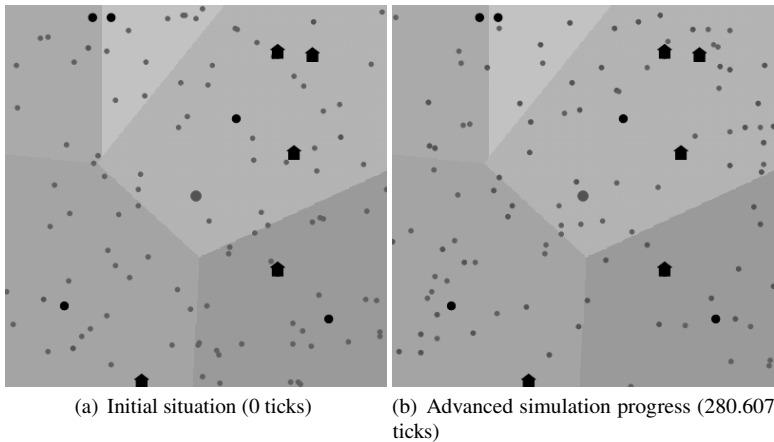 (a) Initial situation (0 ticks)
(b) Advanced simulation progress (280.607
ticks)